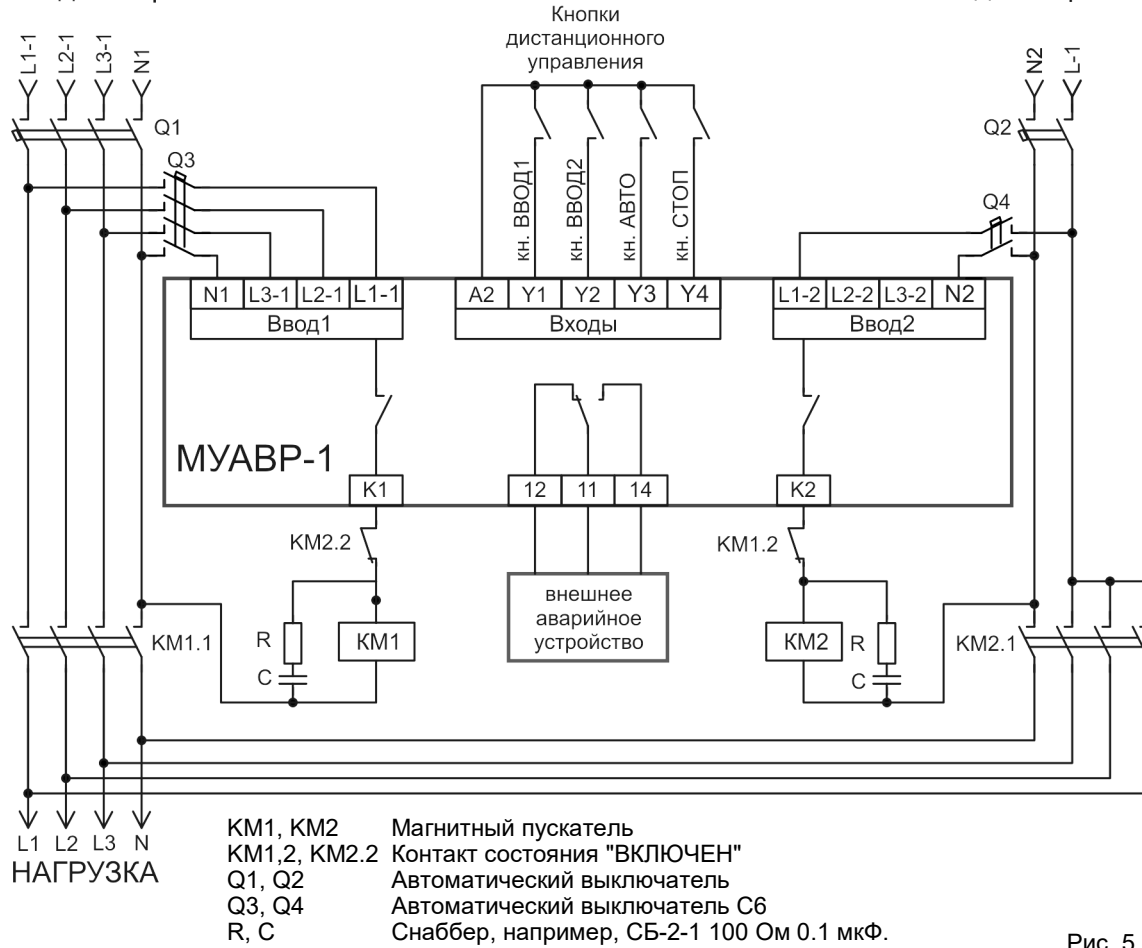 Кнопки
дистанционного
управления
L1-1
L2-1
L3-1
N1
N2
L-1
Q1
Q2
Q3
Q4
кн. ВВОД1
кн. ВВОД2
кн. АВТО
кн. СТОП
N1 L3-1 L2-1 L1-1
Ввод1
A2 Y1 Y2 Y3 Y4
Входы
L1-2 L2-2 L3-2 N2
Ввод2
МУАВР-1
K1
12 11 14
K2
KM2.2
KM1.2
внешнее
аварийное
устройство
KM1.1
R
C
KM1
KM2
R
C
KM2.1
L1 L2 L3 N
НАГРУЗКА
KM1, KM2 Магнитный пускатель
KM1,2, KM2.2 Контакт состояния "ВКЛЮЧЕН"
Q1, Q2 Автоматический выключатель
Q3, Q4 Автоматический выключатель С6
R, C Снаббер, например, СБ-2-1 100 Ом 0.1 мкФ.
Рис. 5